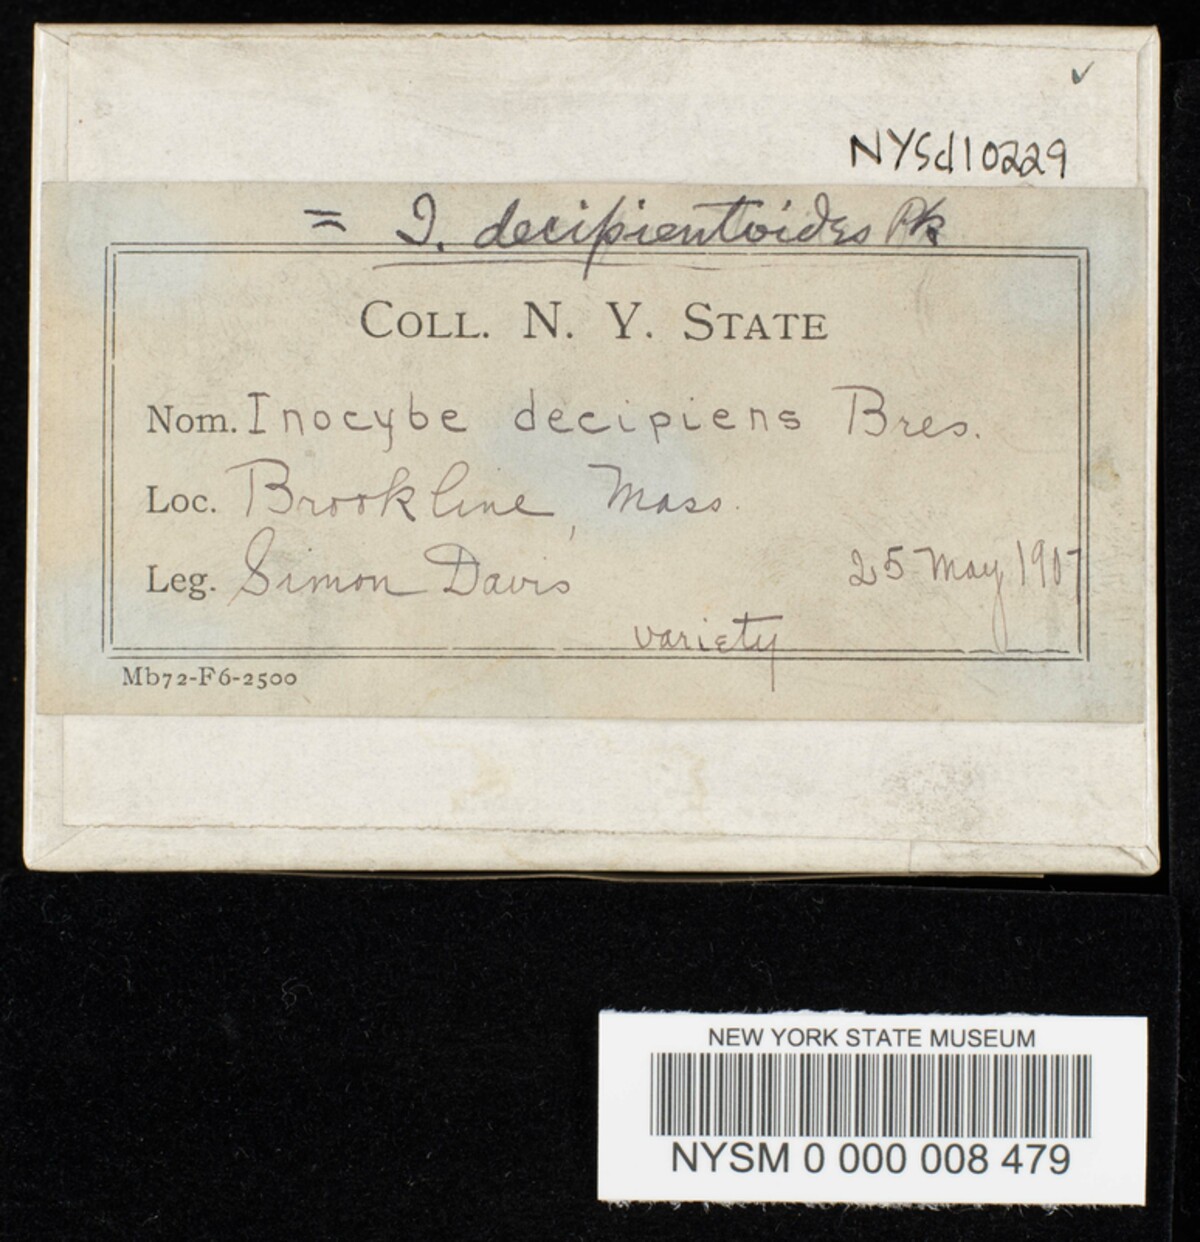 ✓
NYSd10229
= I. decipientoides Pk
COLL. N. Y. STATE
Nom. Inocybe decipiens Bres.
Loc. Brookline, Mass.
Leg. Simon Davis 25 May 1907
variety
Mb72-F6-2500
NEW YORK STATE MUSEUM
NYSM 0 000 008 479